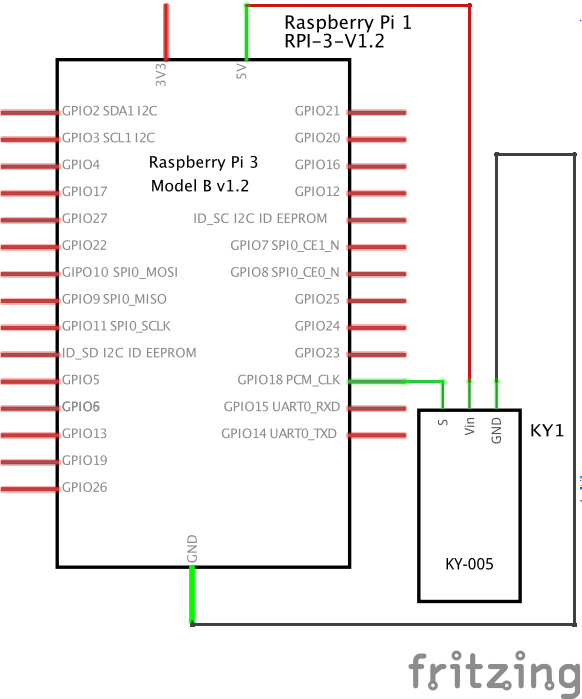 Raspberry Pi 1
RPI-3-V1.2
3V3
5V
GPIO2 SDA1 I2C
GPIO21
GPIO3 SCL1 I2C
GPIO20
GPIO4
Raspberry Pi 3
GPIO16
GPIO17
Model B v1.2
GPIO12
GPIO27
ID_SC I2C ID EEPROM
GPIO22
GPIO7 SPI0_CE1_N
GIPO10 SPI0_MOSI
GPIO8 SPI0_CE0_N
GPIO9 SPI0_MISO
GPIO25
GPIO11 SPI0_SCLK
GPIO24
ID_SD I2C ID EEPROM
GPIO23
GPIO5
GPIO18 PCM_CLK
GPIO6
GPIO15 UART0_RXD
GPIO13
GPIO14 UART0_TXD
GPIO19
GPIO26
GND
S
Vin
GND
KY1
KY-005
fritzing